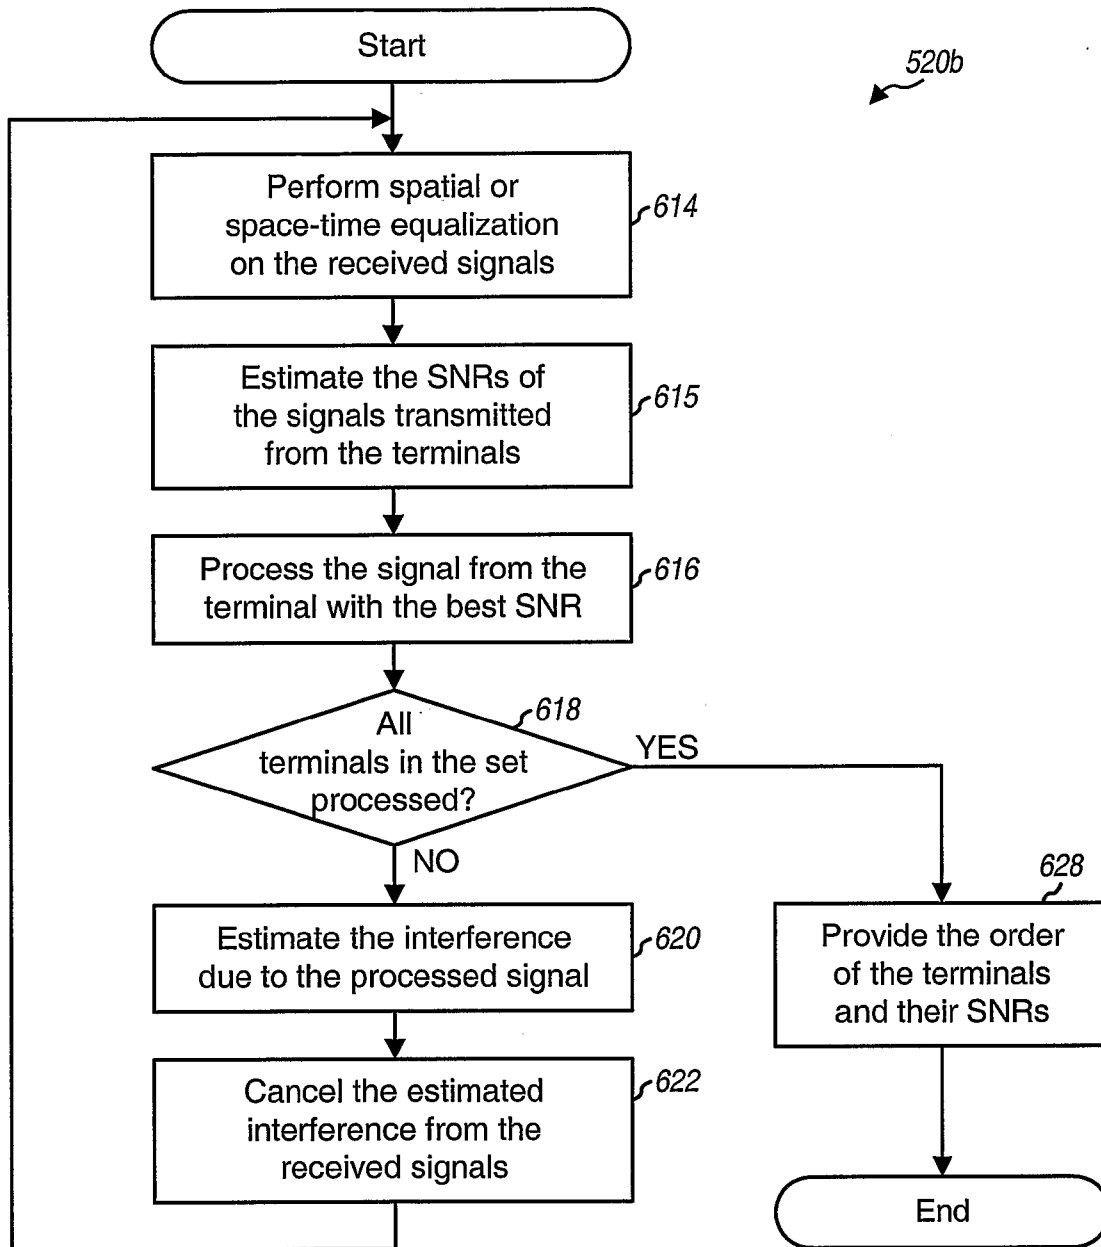 Start
520b
Perform spatial or
space-time equalization
on the received signals
614
Estimate the SNRs of
the signals transmitted
from the terminals
615
Process the signal from the
terminal with the best SNR
616
All
terminals in the set
processed?
618
YES
NO
Estimate the interference
due to the processed signal
620
628
Provide the order
of the terminals
and their SNRs
Cancel the estimated
interference from the
received signals
622
End